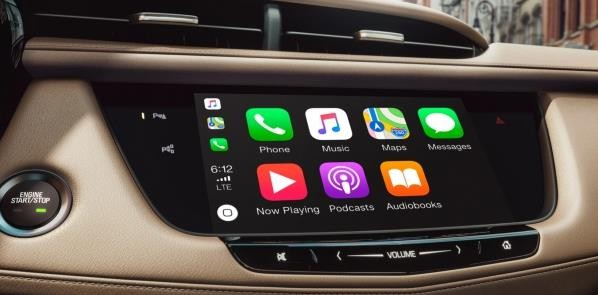 Phone
Music
Maps
Messages
6:12
LTE
Now Playing
Podcasts
Audiobooks
ENGINE
START/STOP
VOLUME